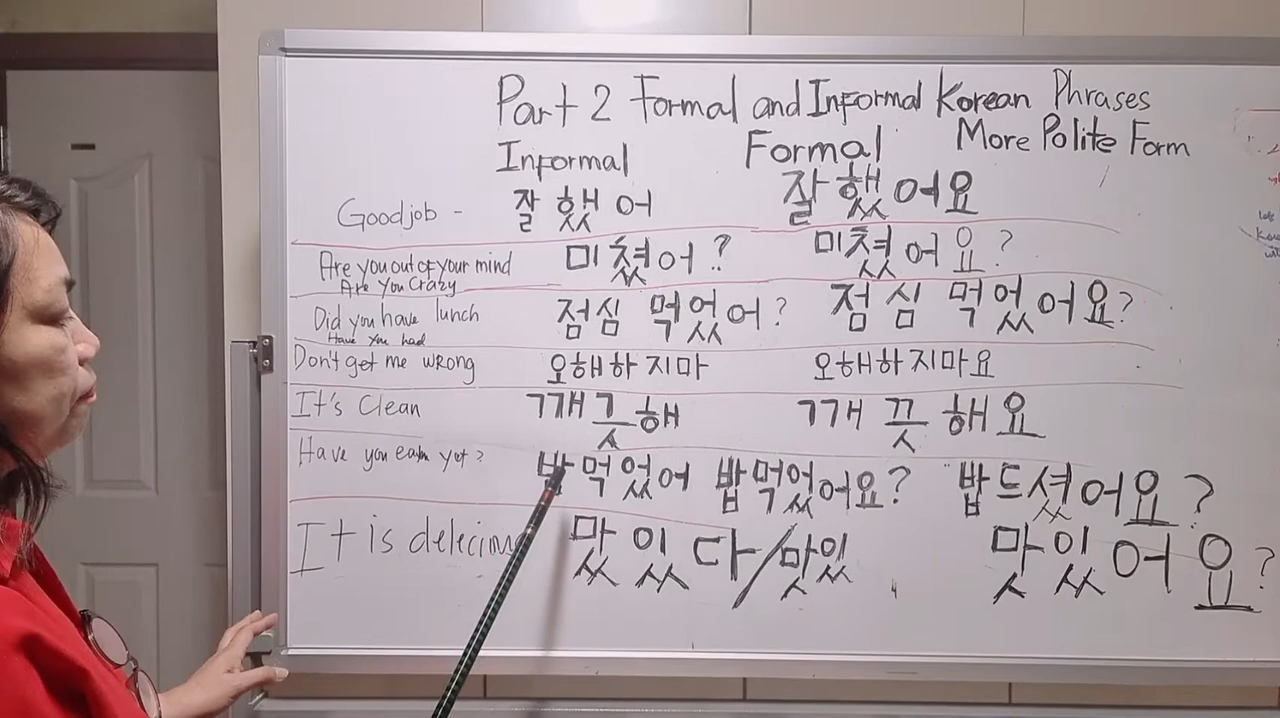 Part 2 Formal and Informal Korean Phrases
Informal Formal More Polite Form
Good job - 잘 했 어 잘 했 어요
Are you out of your mind 미쳤어? 미쳤어요?
Are You Crazy
Did you have lunch 점심 먹었어? 점심 먹었어요?
Have you had
Don't get me wrong 오해하지마 오해하지마요
It's Clean 깨긋해 깨끗해요
Have you eaten yet? 밥먹었어 밥먹었어요? 밥드셨어요?
It is 맛있다/맛있 맛있어요?